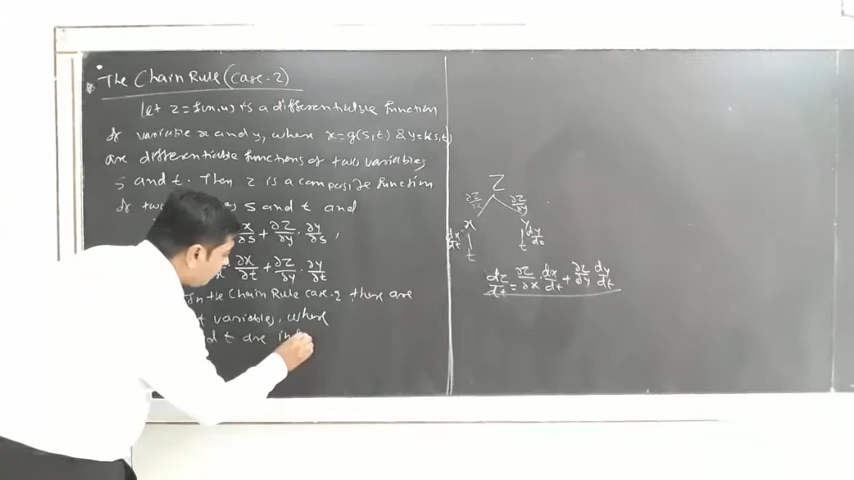 The Chain Rule (case-2)
Let z = f(x,y) is a differentiable function
of variable x and y, where x=g(s,t) & y=h(s,t)
are differentiable functions of two variables
s and t. Then z is a composite function
of s and t and
∂x/∂s + ∂z/∂y · ∂y/∂s ,
∂x/∂t + ∂z/∂y · ∂y/∂t
In the Chain Rule case-2, there are
variables, where
t are
Z
∂z/∂x ∂z/∂y
x y
dx/dt dy/dt
t t
dz/dt = ∂z/∂x · dx/dt + ∂z/∂y dy/dt